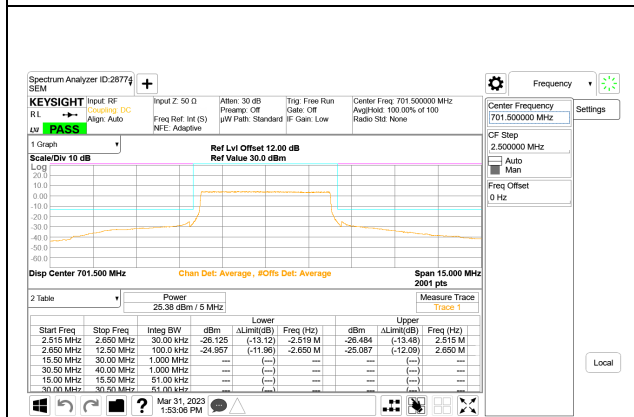 Spectrum Analyzer ID:28774
SEM
+
Frequency
KEYSIGHT
Input: RF
Coupling: DC
Align: Auto
Input Z: 50 Ω
Freq Ref: Int (S)
NFE: Adaptive
Atten: 30 dB
Preamp: Off
µW Path: Standard
Trig: Free Run
Gate: Off
IF Gain: Low
Center Freq: 701.500000 MHz
Avg|Hold: 100.00% of 100
Radio Std: None
RL
PASS
Center Frequency
701.500000 MHz
Settings
CF Step
2.500000 MHz
Auto
Man
Freq Offset
0 Hz
Local
1 Graph
Scale/Div 10 dB
Ref Lvl Offset 12.00 dB
Ref Value 30.0 dBm
Log
20.0
10.0
0.00
-10.0
-20.0
-30.0
-40.0
-50.0
-60.0
Disp Center 701.500 MHz
Chan Det: Average, #Offs Det: Average
Span 15.000 MHz
2001 pts
2 Table
Power
25.38 dBm / 5 MHz
Measure Trace
Trace 1
Lower Upper
Start Freq Stop Freq Integ BW dBm ΔLimit(dB) Freq (Hz) dBm ΔLimit(dB) Freq (Hz)
2.515 MHz 2.650 MHz 30.00 kHz -26.125 (-13.12) -2.519 M -26.484 (-13.48) 2.515 M
2.650 MHz 12.50 MHz 100.0 kHz -24.957 (-11.96) -2.650 M -25.087 (-12.09) 2.650 M
15.50 MHz 30.00 MHz 1.000 MHz --- (---) --- --- (---) ---
30.50 MHz 40.00 MHz 1.000 MHz --- (---) --- --- (---) ---
15.00 MHz 15.50 MHz 51.00 kHz --- (---) --- --- (---) ---
30.00 MHz 30.50 MHz 51.00 kHz --- (---) --- --- (---) ---
?
Mar 31, 2023
1:53:06 PM